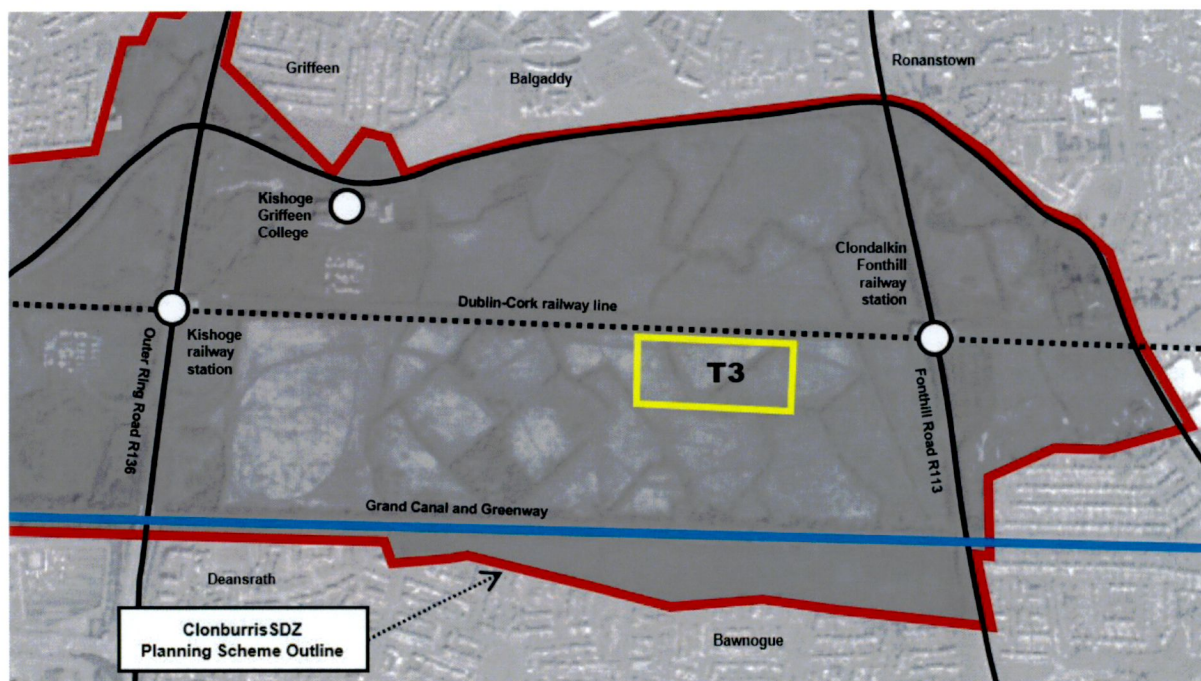 Griffeen
Balgaddy
Ronanstown
Kishoge
Griffeen
College
Clondalkin
Fonthill
railway
station
Dublin-Cork railway line
Kishoge
railway
station
T3
Outer Ring Road R136
Fonthill Road R113
Grand Canal and Greenway
Deansrath
Clonburris SDZ
Planning Scheme Outline
Bawnogue